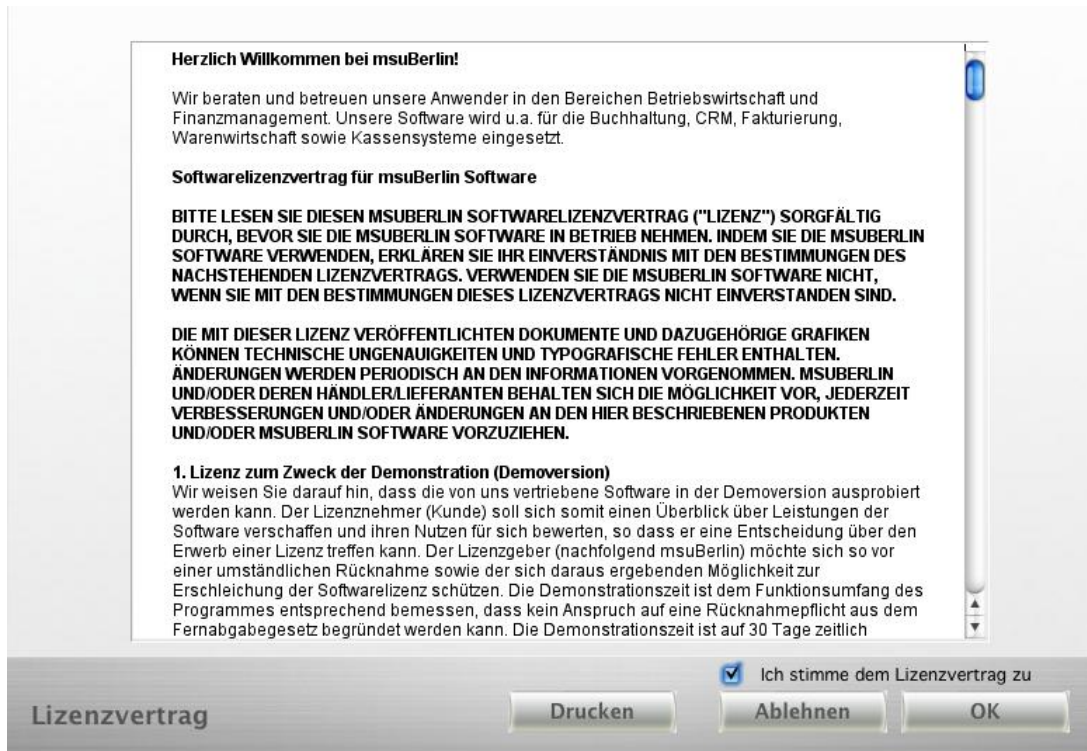 Herzlich Willkommen bei msuBerlin!
Wir beraten und betreuen unsere Anwender in den Bereichen Betriebswirtschaft und
Finanzmanagement. Unsere Software wird u.a. für die Buchhaltung, CRM, Fakturierung,
Warenwirtschaft sowie Kassensysteme eingesetzt.
Softwarelizenzvertrag für msuBerlin Software
BITTE LESEN SIE DIESEN MSUBERLIN SOFTWARELIZENZVERTRAG ("LIZENZ") SORGFÄLTIG
DURCH, BEVOR SIE DIE MSUBERLIN SOFTWARE IN BETRIEB NEHMEN. INDEM SIE DIE MSUBERLIN
SOFTWARE VERWENDEN, ERKLÄREN SIE IHR EINVERSTÄNDNIS MIT DEN BESTIMMUNGEN DES
NACHSTEHENDEN LIZENZVERTRAGS. VERWENDEN SIE DIE MSUBERLIN SOFTWARE NICHT,
WENN SIE MIT DEN BESTIMMUNGEN DIESES LIZENZVERTRAGS NICHT EINVERSTANDEN SIND.
DIE MIT DIESER LIZENZ VERÖFFENTLICHTEN DOKUMENTE UND DAZUGEHÖRIGE GRAFIKEN
KÖNNEN TECHNISCHE UNGENAUIGKEITEN UND TYPOGRAFISCHE FEHLER ENTHALTEN.
ÄNDERUNGEN WERDEN PERIODISCH AN DEN INFORMATIONEN VORGENOMMEN. MSUBERLIN
UND/ODER DEREN HÄNDLER/LIEFERANTEN BEHALTEN SICH DIE MÖGLICHKEIT VOR, JEDERZEIT
VERBESSERUNGEN UND/ODER ÄNDERUNGEN AN DEN HIER BESCHRIEBENEN PRODUKTEN
UND/ODER MSUBERLIN SOFTWARE VORZUZIEHEN.
1. Lizenz zum Zweck der Demonstration (Demoversion)
Wir weisen Sie darauf hin, dass die von uns vertriebene Software in der Demoversion ausprobiert
werden kann. Der Lizenznehmer (Kunde) soll sich somit einen Überblick über Leistungen der
Software verschaffen und ihren Nutzen für sich bewerten, so dass er eine Entscheidung über den
Erwerb einer Lizenz treffen kann. Der Lizenzgeber (nachfolgend msuBerlin) möchte sich so vor
einer umständlichen Rücknahme sowie der sich daraus ergebenden Möglichkeit zur
Erschleichung der Softwarelizenz schützen. Die Demonstrationszeit ist dem Funktionsumfang des
Programmes entsprechend bemessen, dass kein Anspruch auf eine Rücknahmepflicht aus dem
Fernabgabegesetz begründet werden kann. Die Demonstrationszeit ist auf 30 Tage zeitlich
Ich stimme dem Lizenzvertrag zu
Lizenzvertrag
Drucken
Ablehnen
OK